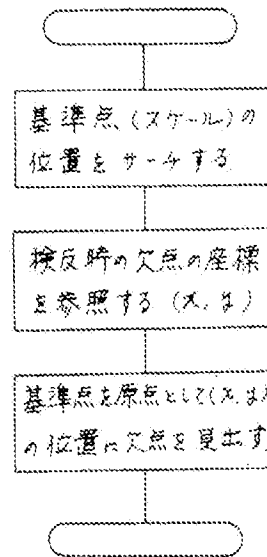 基準点(スケール)の
位置をサーチする
検反時の欠点の座標
を参照する(x,y)
基準点を原点として(x,y)
の位置に欠点を見出す